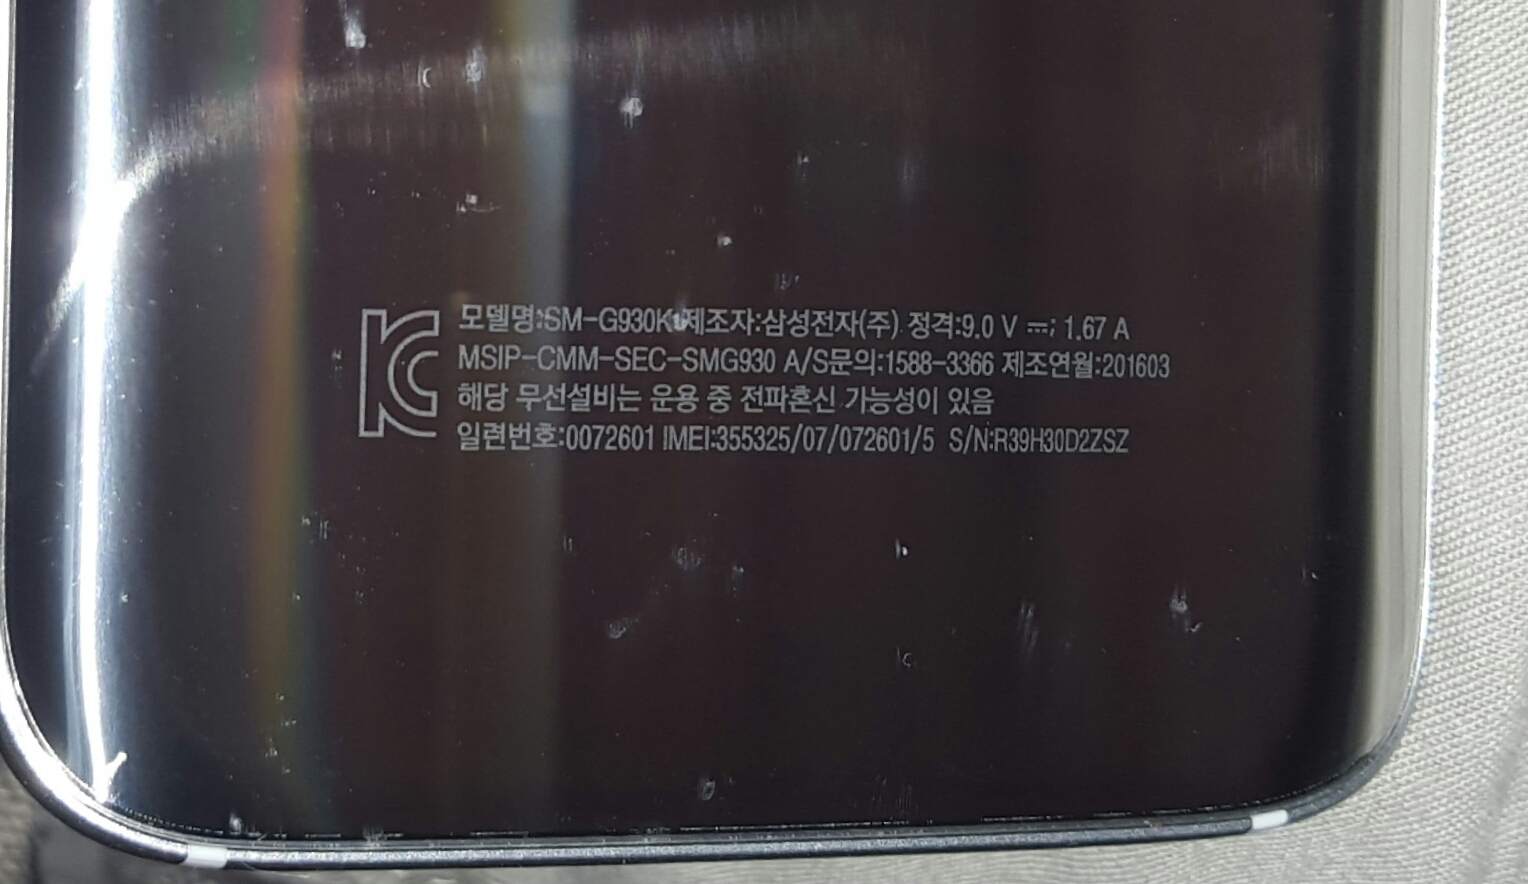 모델명:SM-G930K 제조자:삼성전자(주) 정격:9.0 V ⎓; 1.67 A
MSIP-CMM-SEC-SMG930 A/S문의:1588-3366 제조연월:201603
해당 무선설비는 운용 중 전파혼신 가능성이 있음
일련번호:0072601 IMEI:355325/07/072601/5 S/N:R39H30D2ZSZ